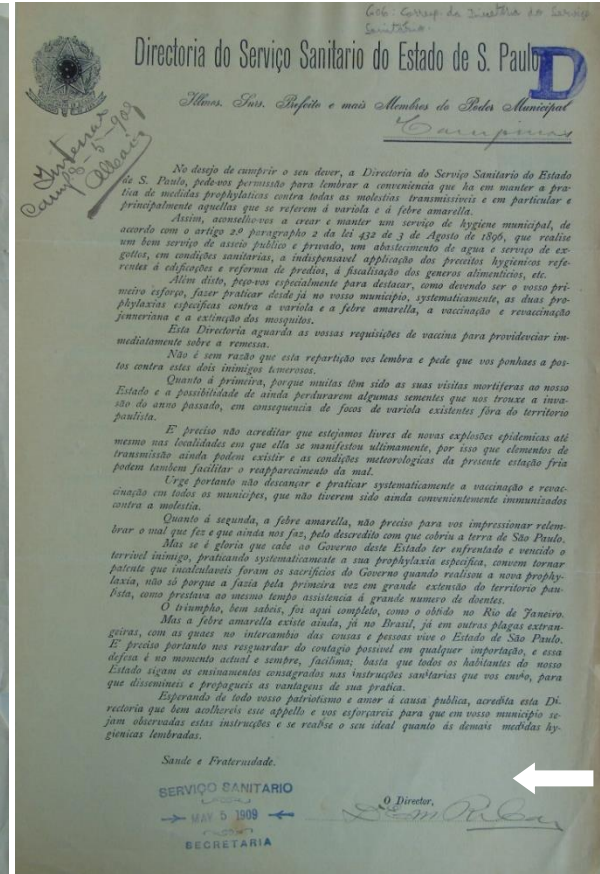 Directoria do Serviço Sanitario do Estado de S. Paulo
D
Illmos. Snrs. Prefeito e mais Membros do Poder Municipal
Campinas
No desejo de cumprir o seu dever, a Directoria do Serviço Sanitario do Estado
de S. Paulo, pede-vos permissão para lembrar a conveniencia que ha em manter a pra-
tica de medidas prophylaticas contra todas as molestias transmissiveis e em particular e
principalmente aquellas que se referem á variola e á febre amarella.
Assim, aconselho-vos a crear e manter um serviço de hygiene municipal, de
accordo com o artigo 2.º paragrapho 2 da lei 432 de 3 de Agosto de 1896, que realise
um bom serviço de asseio publico e privado, um abastecimento de agua e serviço de ex-
gottos, em condições sanitarias, a indispensavel applicação dos preceitos hygienicos refe-
rentes á edificações e reforma de predios, á fiscalisação dos generos alimenticios, etc.
Além disto, peço-vos especialmente para destacar, como devendo ser o vosso pri-
meiro esforço, fazer praticar desde já no vosso municipio, systematicamente, as duas pro-
phylaxias especificas contra a variola e a febre amarella, a vaccinação e revaccinação
jenneriana e a extincção dos mosquitos.
Esta Directoria aguarda as vossas requisições de vaccina para providevciar im-
mediatamente sobre a remessa.
Não é sem razão que esta repartição vos lembra e pede que vos ponhaes a pos-
tos contra estes dois inimigos temerosos.
Quanto á primeira, porque muitas têm sido as suas visitas mortiferas ao nosso
Estado e a possibilidade de ainda perdurarem algumas sementes que nos trouxe a inva-
são do anno passado, em consequencia de focos de variola existentes fóra do territorio
paulista.
E' preciso não acreditar que estejamos livres de novas explosões epidemicas até
mesmo nas localidades em que ella se manifestou ultimamente, por isso que elementos de
transmissão ainda podem existir e as condições meteorologicas da presente estação fria
podem tambem facilitar o reapparecimento da mal.
Urge portanto não descançar e praticar systematicamente a vaccinação e revac-
cinação em todos os municipes, que não tiverem sido ainda convenientemente immunizados
contra a molestia.
Quanto á segunda, a febre amarella, não preciso para vos impressionar relem-
brar o mal que fez e que ainda nos faz, pelo descredito com que cobriu a terra de São Paulo.
Mas se é gloria que cabe ao Governo deste Estado ter enfrentado e vencido o
terrivel inimigo, praticando systematicamente a sua prophylaxia especifica, convem tornar
patente que incalculaveis foram os sacrificios do Governo quando realisou a nova prophy-
laxia, não só porque a fazia pela primeira vez em grande extensão do territorio pau-
lista, como prestava ao mesmo tempo assistencia á grande numero de doentes.
O triumpho, bem sabeis, foi aqui completo, como o obtido no Rio de Janeiro.
Mas a febre amarella existe ainda, já no Brasil, já em outras plagas extran-
geiras, com as quaes no intercambio das cousas e pessoas vive o Estado de São Paulo.
E' preciso portanto nos resguardar do contagio possivel em qualquer importação, e essa
defesa é no momento actual e sempre, facilima; basta que todos os habitantes do nosso
Estado sigam os ensinamentos consagrados nas instrucções sanitarias que vos envio, para
que dissemineis e propagueis as vantagens de sua pratica.
Esperando de todo vosso patriotismo e amor á causa publica, acredita esta Di-
rectoria que bem acolhereis esse appello e vos esforçareis para que em vosso municipio se-
jam observadas estas instrucções e se realise o seu ideal quanto ás demais medidas hy-
gienicas lembradas.
Saude e Fraternidade.
SERVIÇO SANITARIO
MAY 5 1909
SECRETARIA
O Director,